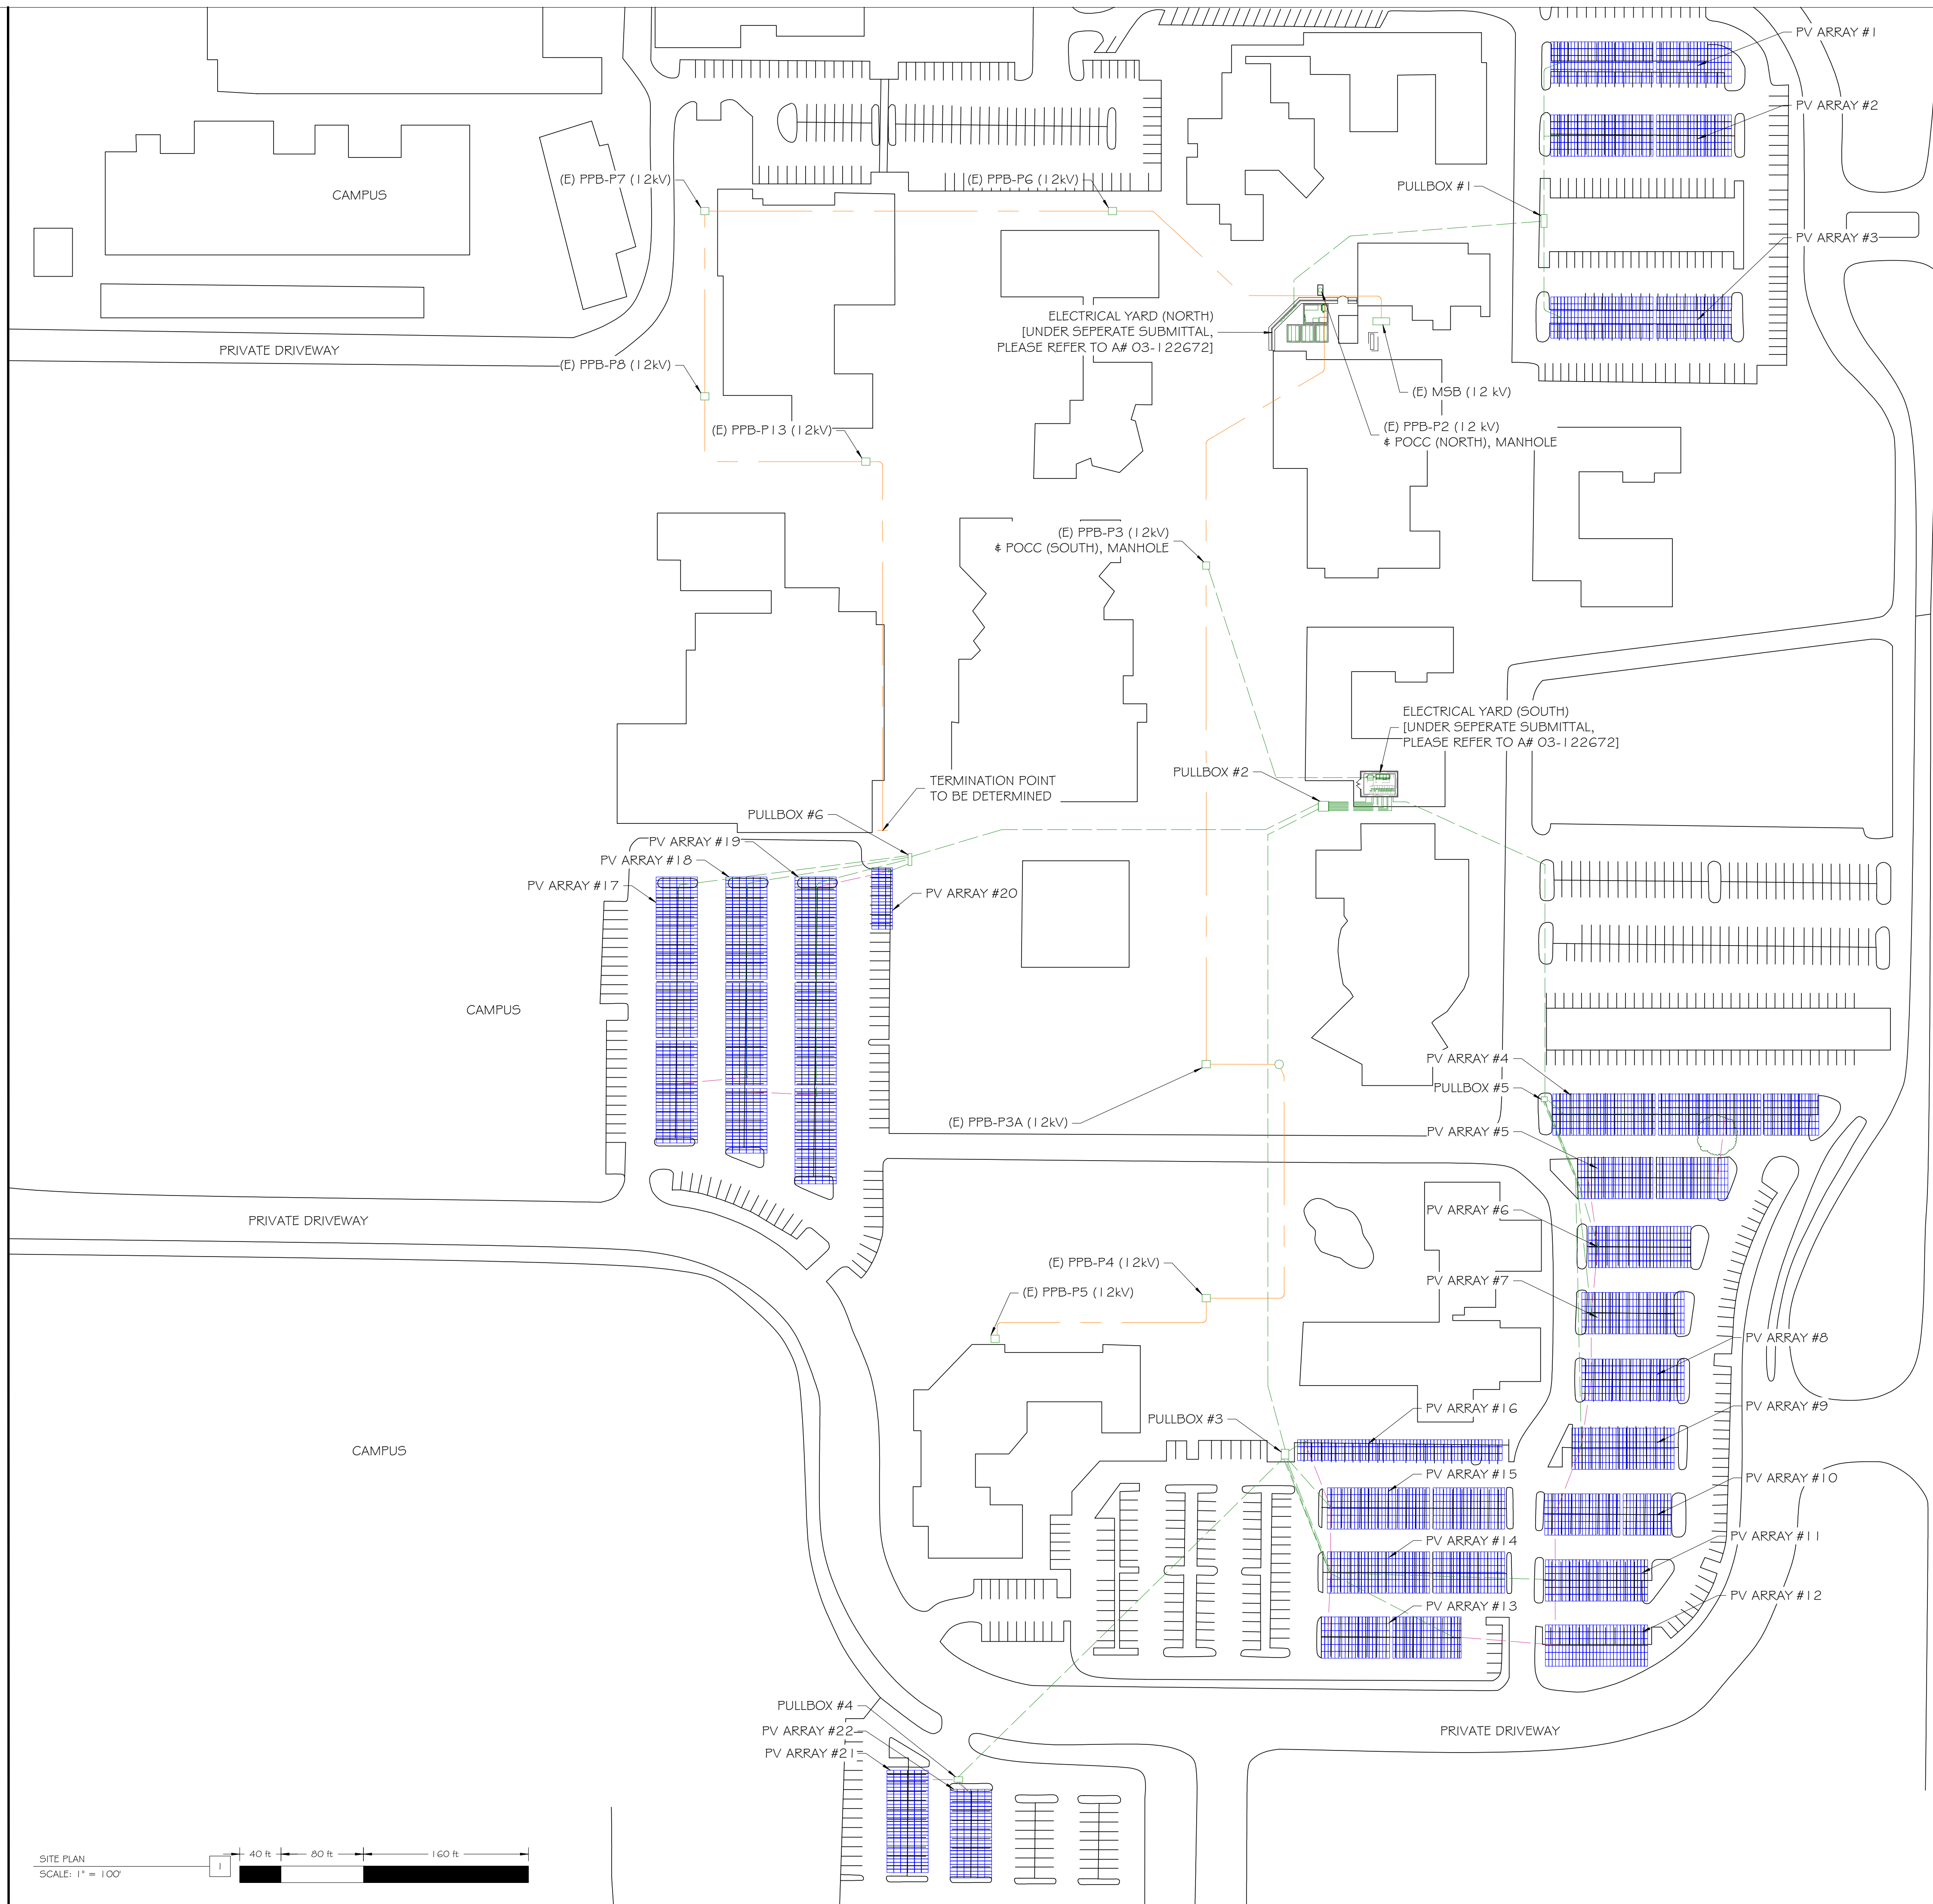 PV ARRAY #1
PV ARRAY #2
(E) PPB-P7 (12kV)
(E) PPB-P6 (12kV)
PULLBOX #1
CAMPUS
PV ARRAY #3
ELECTRICAL YARD (NORTH)
[UNDER SEPERATE SUBMITTAL,
PLEASE REFER TO A# 03-122672]
PRIVATE DRIVEWAY
(E) PPB-P8 (12kV)
(E) MSB (12 kV)
(E) PPB-P13 (12kV)
(E) PPB-P2 (12 kV)
& POCC (NORTH), MANHOLE
(E) PPB-P3 (12kV)
& POCC (SOUTH), MANHOLE
ELECTRICAL YARD (SOUTH)
[UNDER SEPERATE SUBMITTAL,
PLEASE REFER TO A# 03-122672]
PULLBOX #2
TERMINATION POINT
TO BE DETERMINED
PULLBOX #6
PV ARRAY #19
PV ARRAY #18
PV ARRAY #17
PV ARRAY #20
CAMPUS
PV ARRAY #4
PULLBOX #5
(E) PPB-P3A (12kV)
PV ARRAY #5
PRIVATE DRIVEWAY
PV ARRAY #6
(E) PPB-P4 (12kV)
PV ARRAY #7
(E) PPB-P5 (12kV)
PV ARRAY #8
PV ARRAY #9
PV ARRAY #16
PULLBOX #3
CAMPUS
PV ARRAY #15
PV ARRAY #10
PV ARRAY #11
PV ARRAY #14
PV ARRAY #12
PV ARRAY #13
PULLBOX #4
PV ARRAY #22
PRIVATE DRIVEWAY
PV ARRAY #21
SITE PLAN
SCALE: 1" = 100'
1
40 ft 80 ft 160 ft